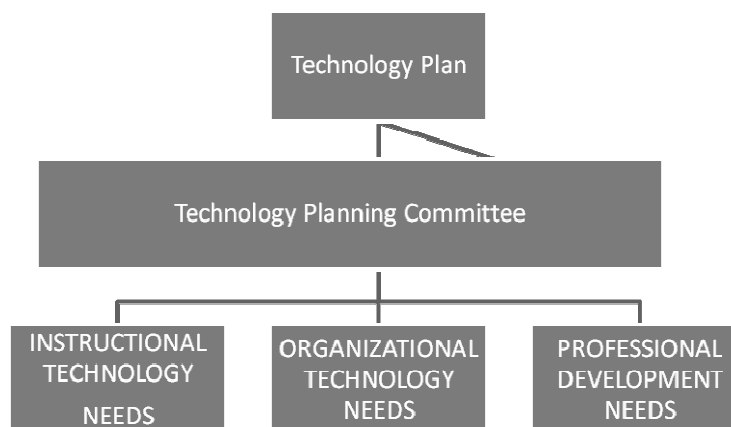 Technology Plan
Technology Planning Committee
INSTRUCTIONAL
TECHNOLOGY
NEEDS
ORGANIZATIONAL
TECHNOLOGY
NEEDS
PROFESSIONAL
DEVELOPMENT
NEEDS